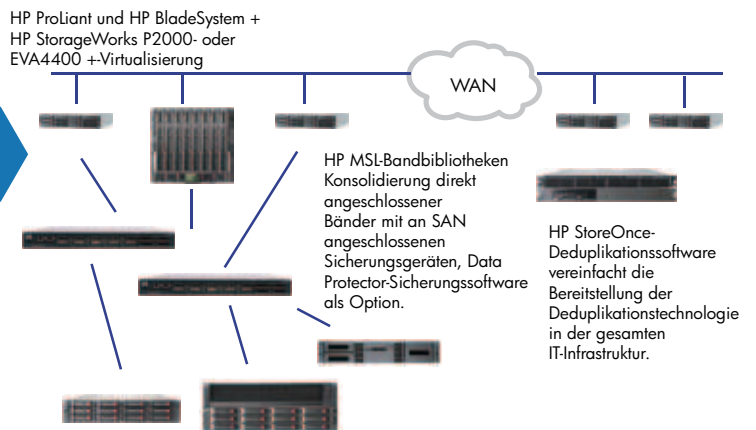 HP ProLiant und HP BladeSystem +
HP StorageWorks P2000- oder
EVA4400 +-Virtualisierung
WAN
HP MSL-Bandbibliotheken
Konsolidierung direkt
angeschlossener
Bänder mit an SAN
angeschlossenen
Sicherungsgeräten, Data
Protector-Sicherungssoftware
als Option.
HP StoreOnce-
Deduplikationssoftware
vereinfacht die
Bereitstellung der
Deduplikationstechnologie
in der gesamten
IT-Infrastruktur.